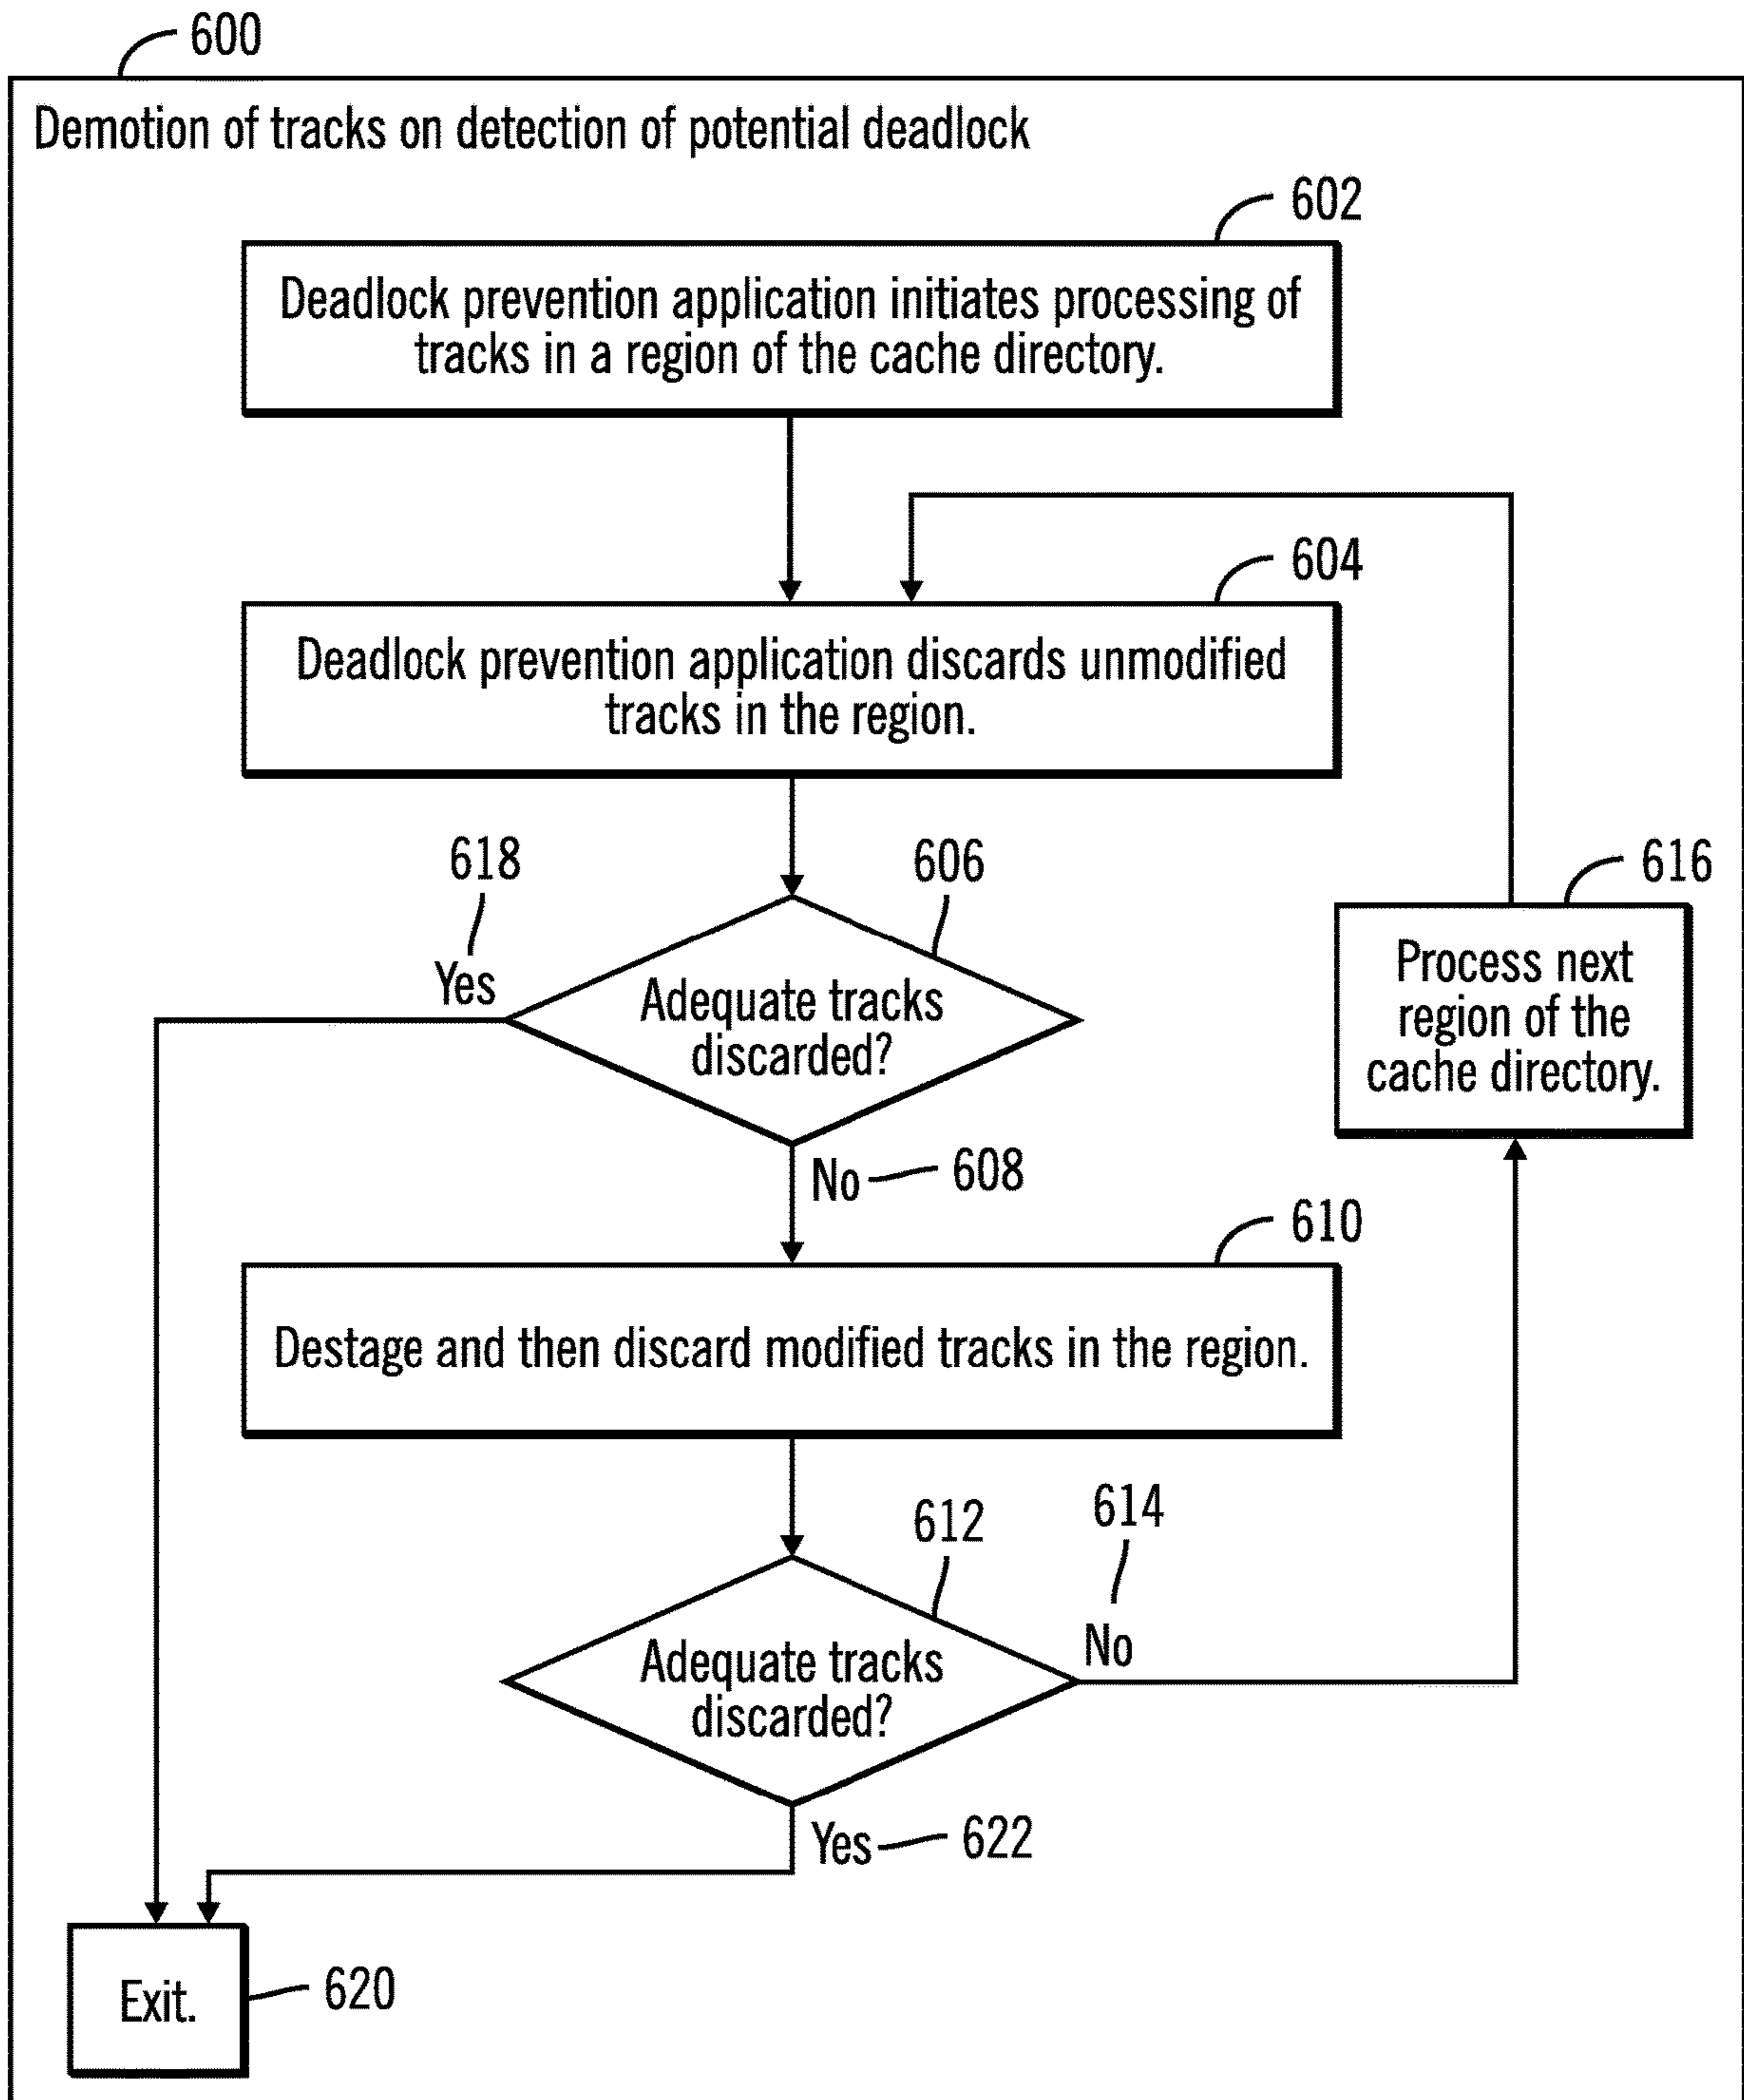 600
Demotion of tracks on detection of potential deadlock
602
Deadlock prevention application initiates processing of
tracks in a region of the cache directory.
604
Deadlock prevention application discards unmodified
tracks in the region.
618
606
616
Yes
Adequate tracks
discarded?
Process next
region of the
cache directory.
No
608
610
Destage and then discard modified tracks in the region.
612
614
No
Adequate tracks
discarded?
Yes
622
Exit.
620